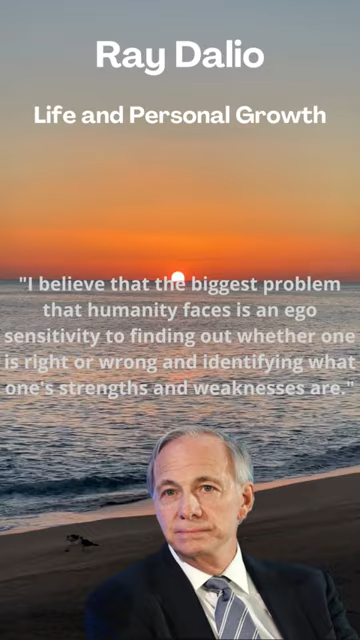 Ray Dalio
Life and Personal Growth
"I believe that the biggest problem
that humanity faces is an ego
sensitivity to finding out whether one
is right or wrong and identifying what
one's strengths and weaknesses are."